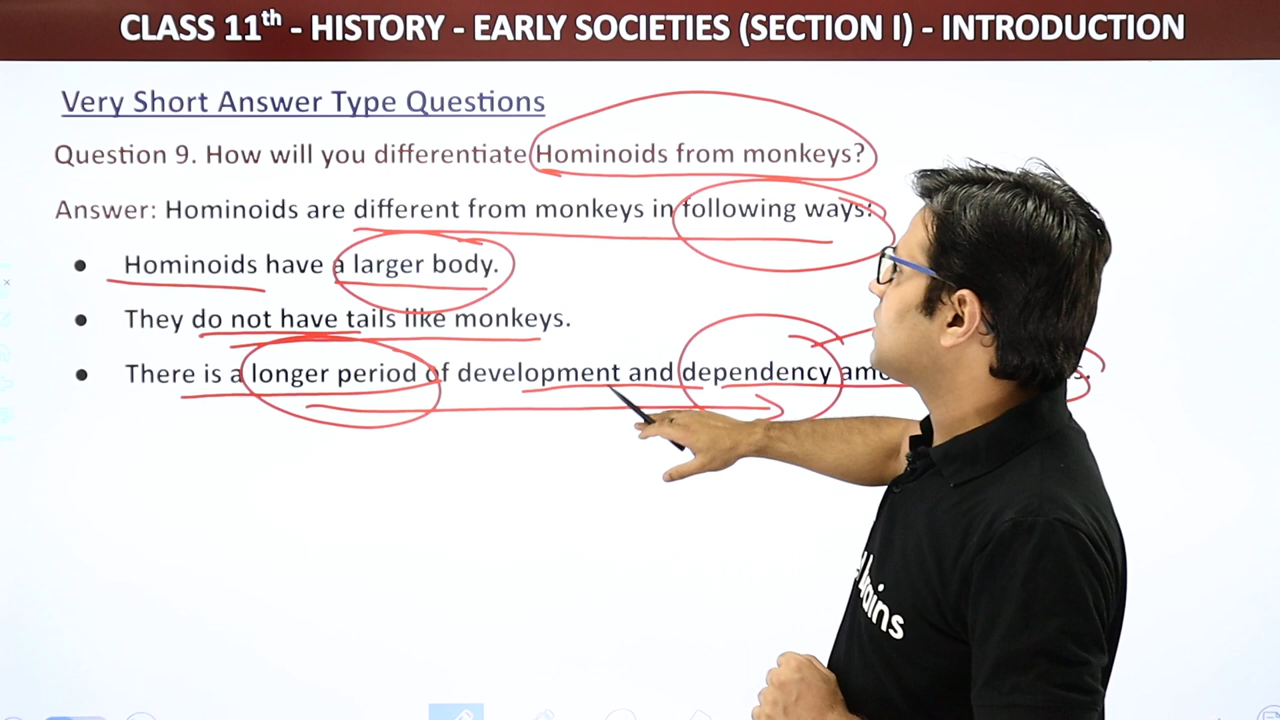 CLASS 11th - HISTORY - EARLY SOCIETIES (SECTION I) - INTRODUCTION
Very Short Answer Type Questions
Question 9. How will you differentiate Hominoids from monkeys?
Answer: Hominoids are different from monkeys in following ways:
● Hominoids have a larger body.
● They do not have tails like monkeys.
● There is a longer period of development and dependency